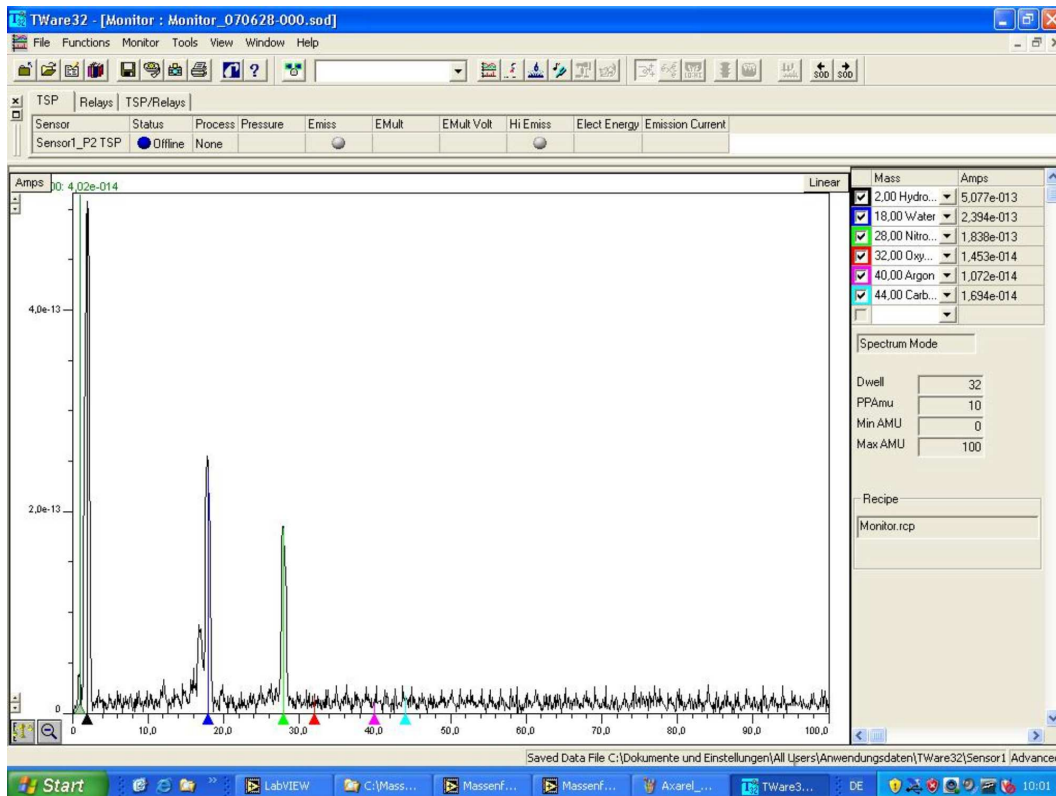 TWare32 - [Monitor : Monitor_070628-000.sod]
File Functions Monitor Tools View Window Help
SOD SOD
TSP Relays TSP/Relays
Sensor Status Process Pressure Emiss EMult EMult Volt Hi Emiss Elect Energy Emission Current
Sensor1_P2 TSP Offline None
Amps 00: 4,02e-014 Linear
Mass Amps
2,00 Hydro... 5,077e-013
18,00 Water 2,394e-013
28,00 Nitro... 1,838e-013
32,00 Oxy... 1,453e-014
40,00 Argon 1,072e-014
44,00 Carb... 1,694e-014
4,0e-13
2,0e-13
0
0 10,0 20,0 30,0 40,0 50,0 60,0 70,0 80,0 90,0 100,0
Spectrum Mode
Dwell 32
PPAmu 10
Min AMU 0
Max AMU 100
Recipe
Monitor.rcp
Saved Data File C:\Dokumente und Einstellungen\All Users\Anwendungsdaten\TWare32\Sensor1 Advanced
Start LabVIEW C:\Mass... Massenf... Massenf... Axarel_... TWare3... DE 10:01